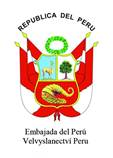 REPUBLICA DEL PERU
Embajada del Perú
Velvyslanectví Peru